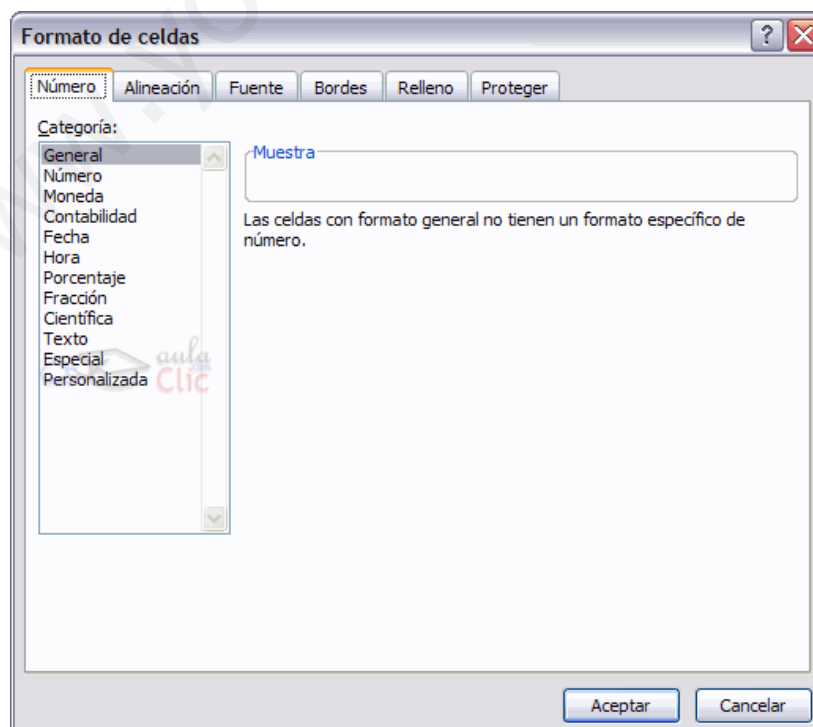 Formato de celdas
Número Alineación Fuente Bordes Relleno Proteger
Categoría:
General
Número
Moneda
Contabilidad
Fecha
Hora
Porcentaje
Fracción
Científica
Texto
Especial
Personalizada
aula
Clic
Muestra
Las celdas con formato general no tienen un formato específico de
número.
Aceptar Cancelar